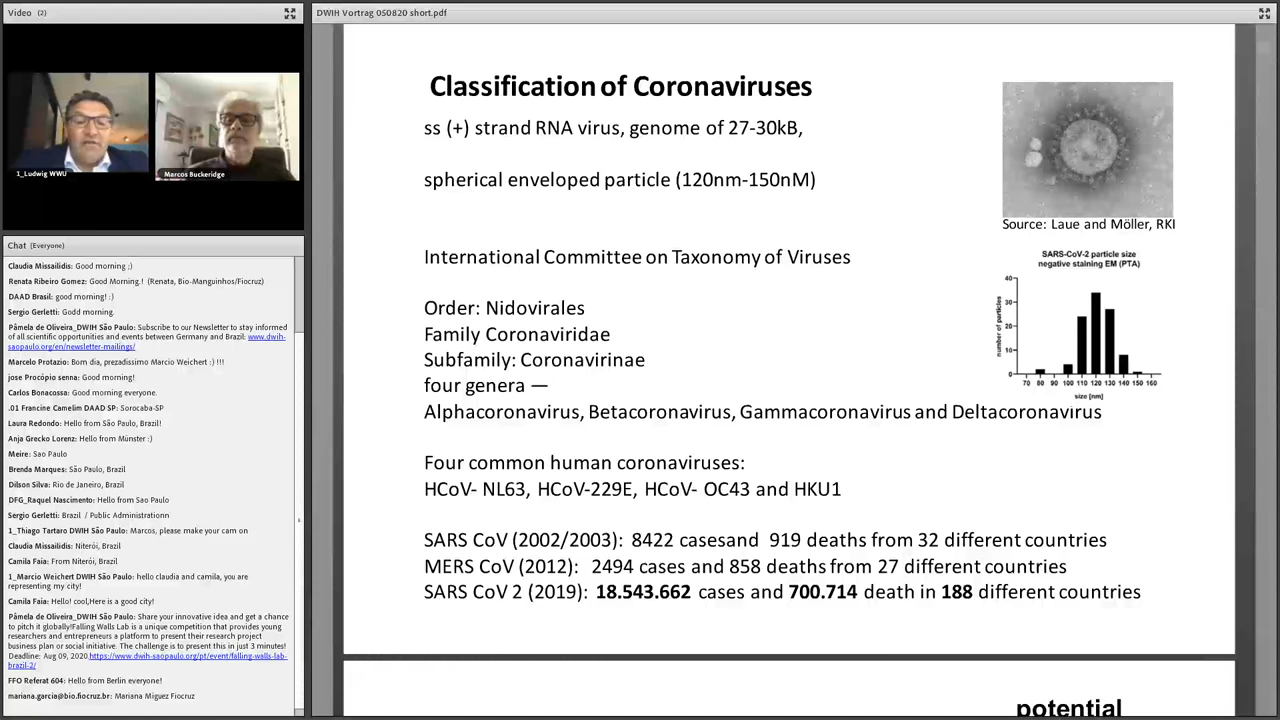 Video (2)
1_Ludwig WWU
Marcos Buckeridge
Chat (Everyone)
Claudia Missailidis: Good morning ;)
Renata Ribeiro Gomez: Good Morning.! (Renata, Bio-Manguinhos/Fiocruz)
DAAD Brasil: good morning! :)
Sergio Gerletti: Godd morning.
Pâmela de Oliveira_DWIH São Paulo: Subscribe to our Newsletter to stay informed
of all scientific opportunities and events between Germany and Brazil: www.dwih-
saopaulo.org/en/newsletter-mailings/
Marcelo Protazio: Bom dia, prezadissimo Marcio Weichert :) !!!
jose Procópio senna: Good morning!
Carlos Bonacossa: Good morning everyone.
.01 Francine Camelim DAAD SP: Sorocaba-SP
Laura Redondo: Hello from São Paulo, Brazil!
Anja Grecko Lorenz: Hello from Münster :)
Meire: Sao Paulo
Brenda Marques: São Paulo, Brazil
Dilson Silva: Rio de Janeiro, Brazil
DFG_Raquel Nascimento: Hello from Sao Paulo
Sergio Gerletti: Brazil / Public Administrationn
1_Thiago Tartaro DWIH São Paulo: Marcos, please make your cam on
Claudia Missailidis: Niterói, Brazil
Camila Faia: From Niterói, Brazil
1_Marcio Weichert DWIH São Paulo: hello claudia and camila, you are
representing my city!
Camila Faia: Hello! cool,Here is a good city!
Pâmela de Oliveira_DWIH São Paulo: Share your innovative idea and get a chance
to pitch it globally!Falling Walls Lab is a unique competition that provides young
researchers and entrepreneurs a platform to present their research project
business plan or social initiative. The challenge is to present this in just 3 minutes!
Deadline: Aug 09, 2020.https://www.dwih-saopaulo.org/pt/event/falling-walls-lab-
brazil-2/
FFO Referat 604: Hello from Berlin everyone!
mariana.garcia@bio.fiocruz.br: Mariana Miguez Fiocruz
DWIH Vortrag 050820 short.pdf
Classification of Coronaviruses
ss (+) strand RNA virus, genome of 27-30kB,
spherical enveloped particle (120nm-150nM)
Source: Laue and Möller, RKI
International Committee on Taxonomy of Viruses
SARS-CoV-2 particle size
negative staining EM (PTA)
number of particles
40
30
20
10
0
70 80 90 100 110 120 130 140 150 160
size [nm]
Order: Nidovirales
Family Coronaviridae
Subfamily: Coronavirinae
four genera —
Alphacoronavirus, Betacoronavirus, Gammacoronavirus and Deltacoronavirus
Four common human coronaviruses:
HCoV- NL63, HCoV-229E, HCoV- OC43 and HKU1
SARS CoV (2002/2003): 8422 casesand 919 deaths from 32 different countries
MERS CoV (2012): 2494 cases and 858 deaths from 27 different countries
SARS CoV 2 (2019): 18.543.662 cases and 700.714 death in 188 different countries
potential